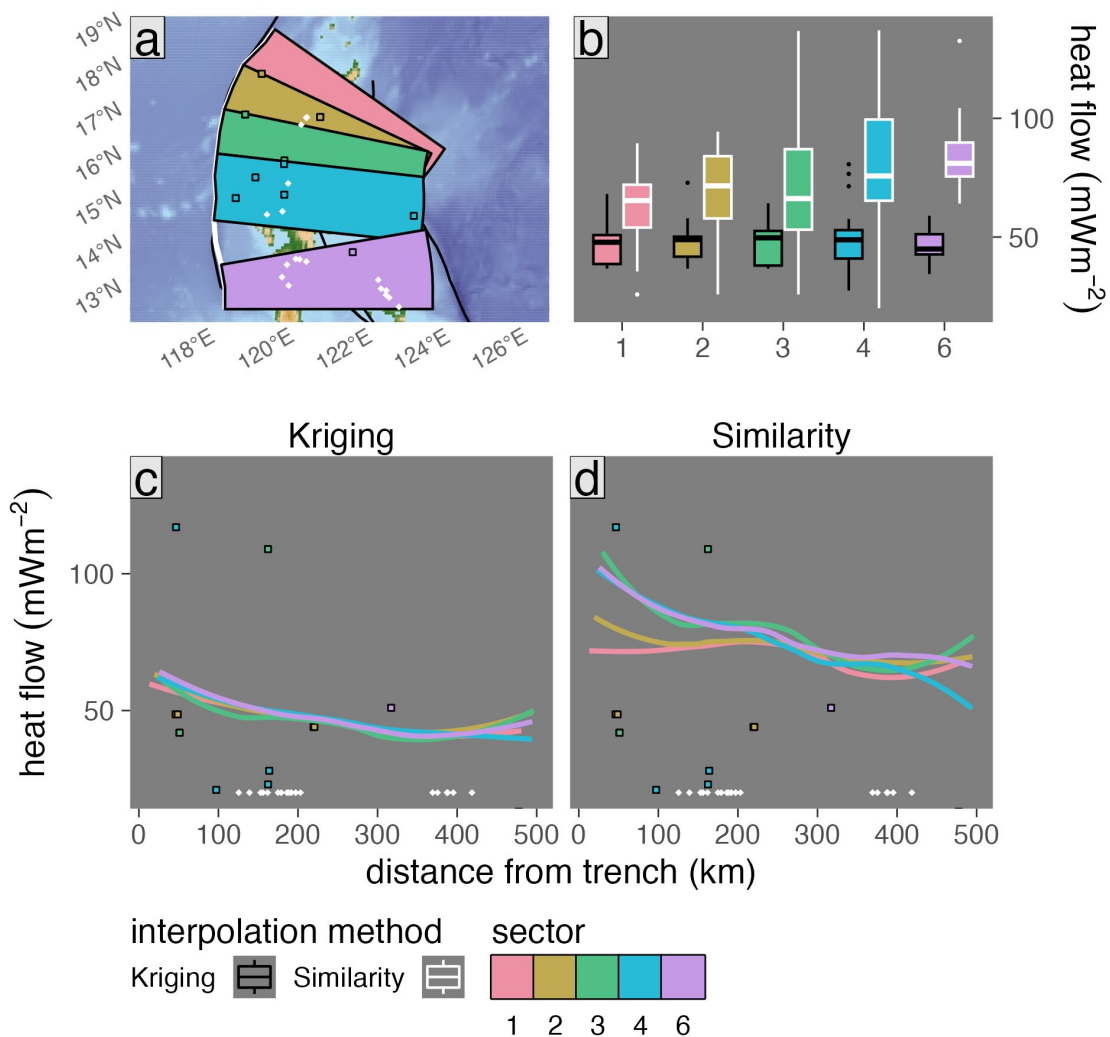 a
19°N
18°N
17°N
16°N
15°N
14°N
13°N
118°E
120°E
122°E
124°E
126°E
b
100
50
heat flow (mWm⁻²)
1
2
3
4
6
Kriging
Similarity
c
d
heat flow (mWm⁻²)
100
50
0
100
200
300
400
500
0
100
200
300
400
500
distance from trench (km)
interpolation method
sector
Kriging
Similarity
1
2
3
4
6